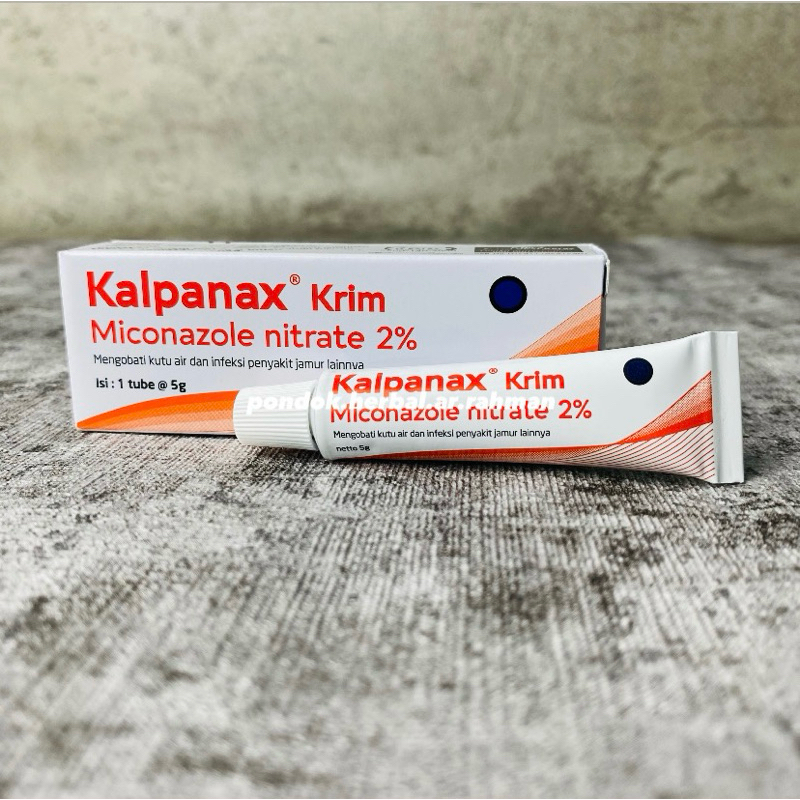 Kalpanax® Krim
Miconazole nitrate 2%
Mengobati kutu air dan infeksi penyakit jamur lainnya
Isi : 1 tube @ 5g
Kalpanax® Krim
pondok.herbal.ar.rahman
Miconazole nitrate 2%
Mengobati kutu air dan infeksi penyakit jamur lainnya
netto 5g